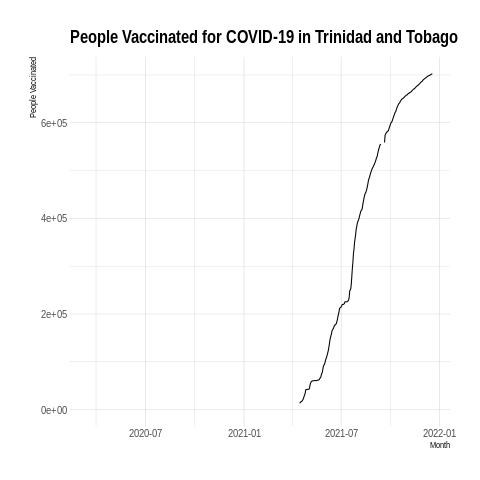 People Vaccinated for COVID-19 in Trinidad and Tobago
People Vaccinated
6e+05
4e+05
2e+05
0e+00
2020-07 2021-01 2021-07 2022-01
Month